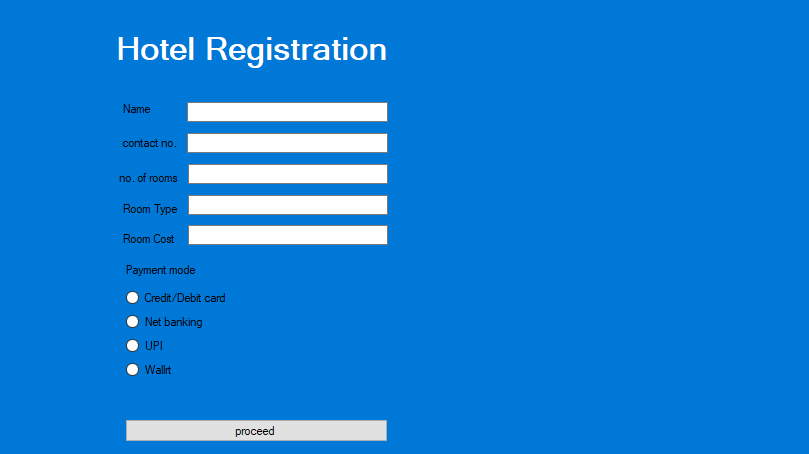 Hotel Registration
Name
contact no.
no. of rooms
Room Type
Room Cost
Payment mode
Credit/Debit card
Net banking
UPI
Wallrt
proceed